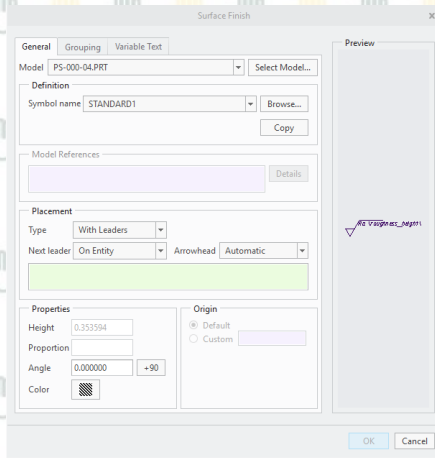 Surface Finish
General Grouping Variable Text
Model PS-000-04.PRT Select Model...
Definition
Symbol name STANDARD1 Browse...
Copy
Model References
Details
Placement
Type With Leaders
Next leader On Entity Arrowhead Automatic
Properties
Height 0.353594
Proportion
Angle 0.000000 +90
Color
Origin
Default
Custom
Preview
Ra \roughness_height\
OK Cancel